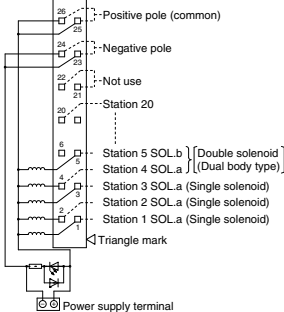 26
Positive pole (common)
25
24
Negative pole
23
22
Not use
21
20
Station 20
6
Station 5 SOL.b
Double solenoid
5
(Dual body type)
Station 4 SOL.a
4
Station 3 SOL.a (Single solenoid)
3
Station 2 SOL.a (Single solenoid)
2
Station 1 SOL.a (Single solenoid)
1
Triangle mark
Power supply terminal